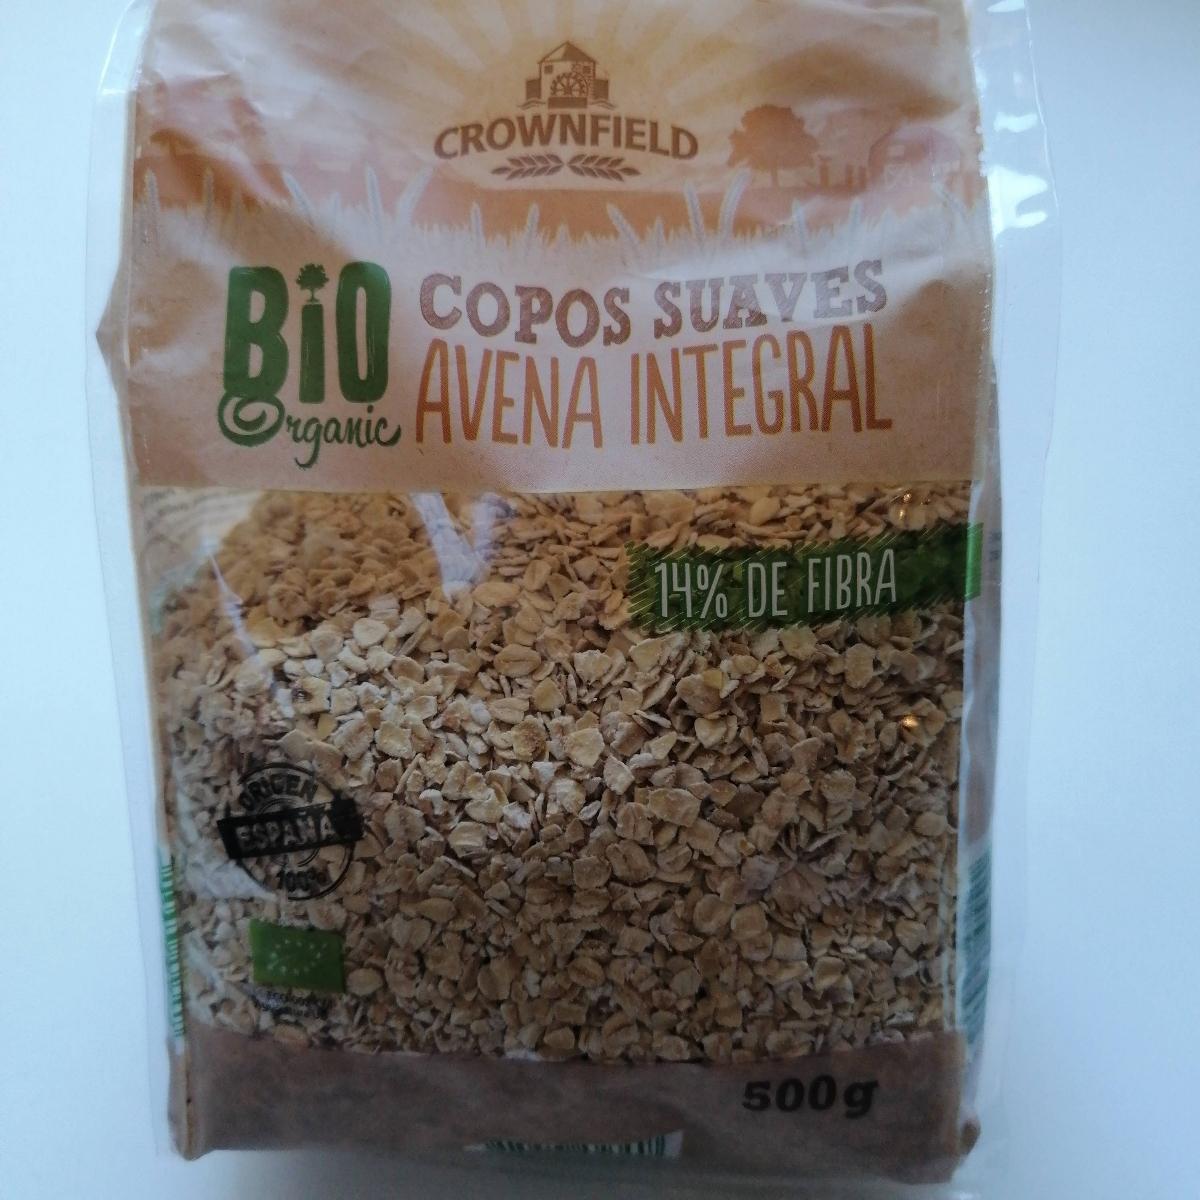 CROWNFIELD
BiO
Organic
COPOS SUAVES
AVENA INTEGRAL
14% DE FIBRA
ORIGEN
ESPAÑA
100%
500g